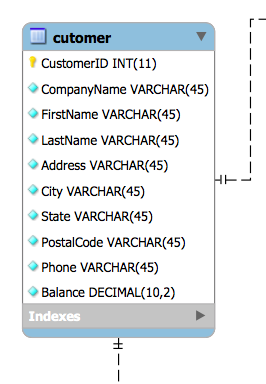 cutomer
CustomerID INT(11)
CompanyName VARCHAR(45)
FirstName VARCHAR(45)
LastName VARCHAR(45)
Address VARCHAR(45)
City VARCHAR(45)
State VARCHAR(45)
PostalCode VARCHAR(45)
Phone VARCHAR(45)
Balance DECIMAL(10,2)
Indexes